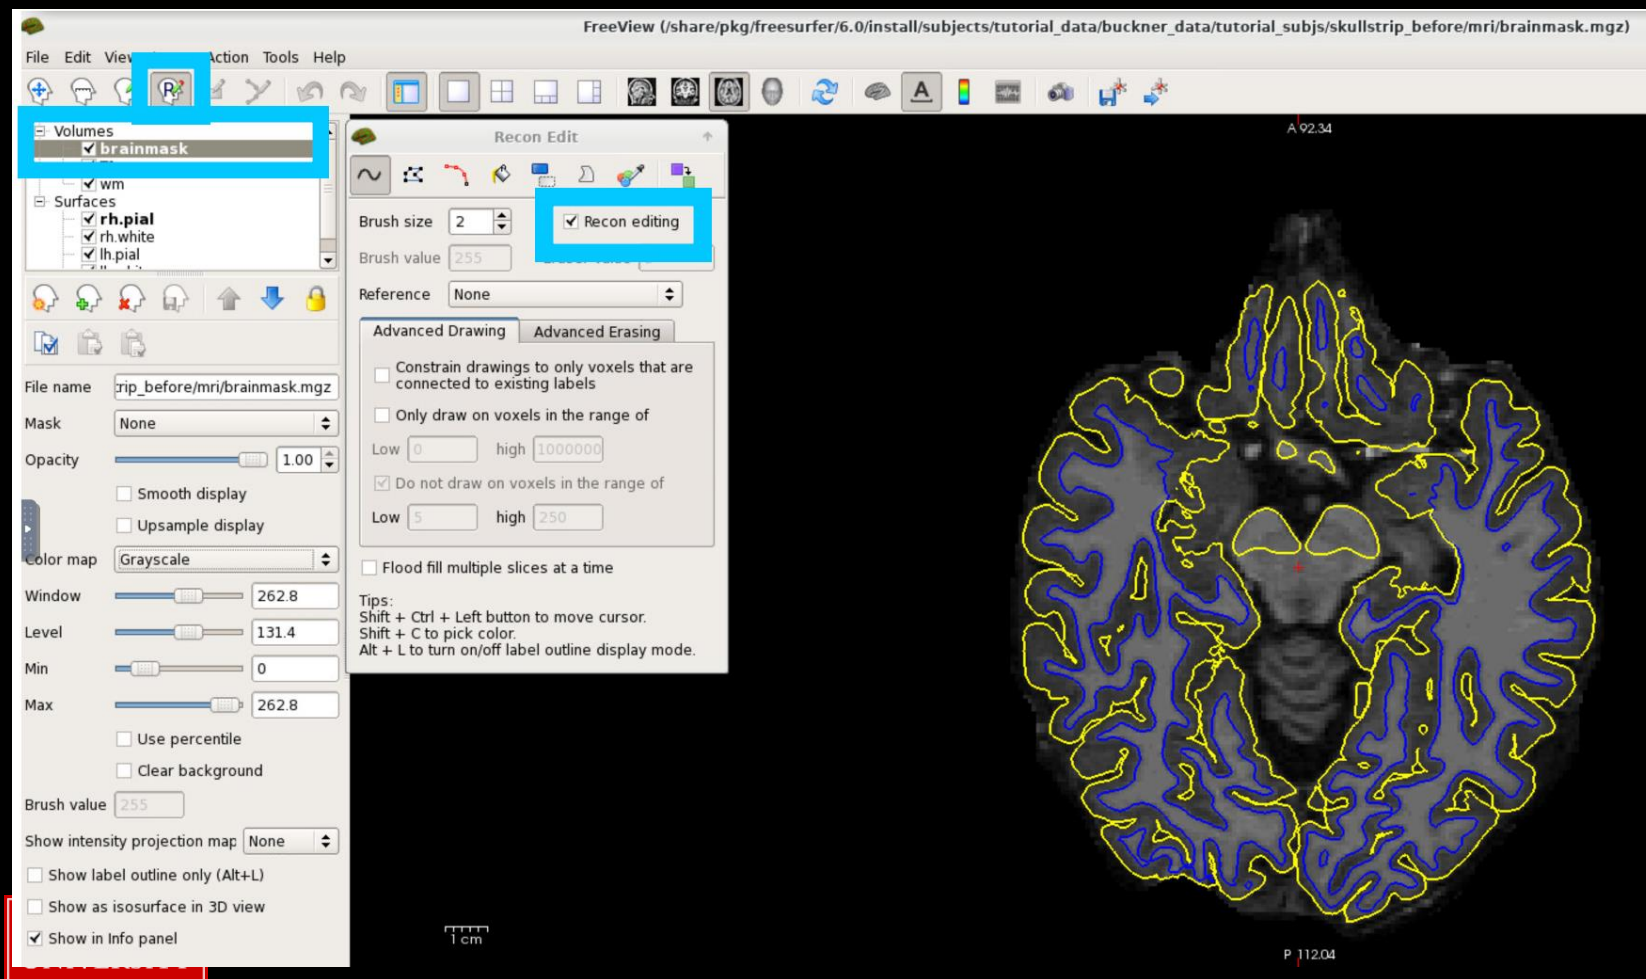 FreeView (/share/pkg/freesurfer/6.0/install/subjects/tutorial_data/buckner_data/tutorial_subjs/skullstrip_before/mri/brainmask.mgz)
File Edit View Action Tools Help
Volumes
brainmask
wm
Surfaces
rh.pial
rh.white
lh.pial
File name trip_before/mri/brainmask.mgz
Mask None
Opacity 1.00
Smooth display
Upsample display
Color map Grayscale
Window 262.8
Level 131.4
Min 0
Max 262.8
Use percentile
Clear background
Brush value 255
Show intensity projection map None
Show label outline only (Alt+L)
Show as isosurface in 3D view
Show in Info panel
Recon Edit
Brush size 2 Recon editing
Brush value 255
Reference None
Advanced Drawing Advanced Erasing
Constrain drawings to only voxels that are
connected to existing labels
Only draw on voxels in the range of
Low 0 high 1000000
Do not draw on voxels in the range of
Low 5 high 250
Flood fill multiple slices at a time
Tips:
Shift + Ctrl + Left button to move cursor.
Shift + C to pick color.
Alt + L to turn on/off label outline display mode.
A 92.34
1 cm
P 112.04